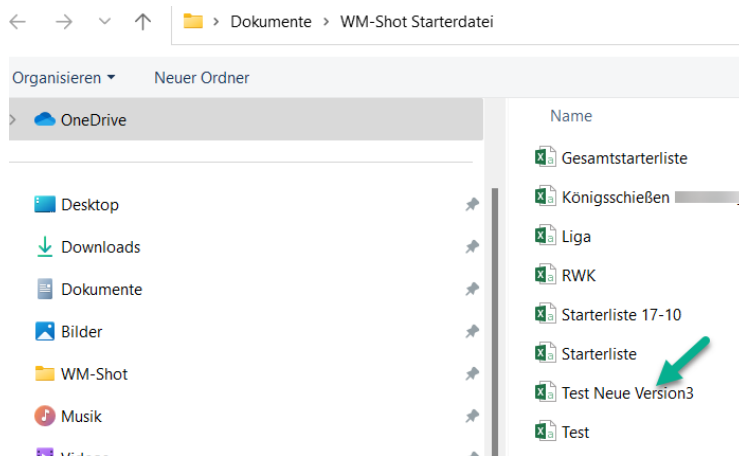 Dokumente > WM-Shot Starterdatei
Organisieren Neuer Ordner
OneDrive
Desktop
Downloads
Dokumente
Bilder
WM-Shot
Musik
Videos
Name
Gesamtstarterliste
Königsschießen
Liga
RWK
Starterliste 17-10
Starterliste
Test Neue Version3
Test